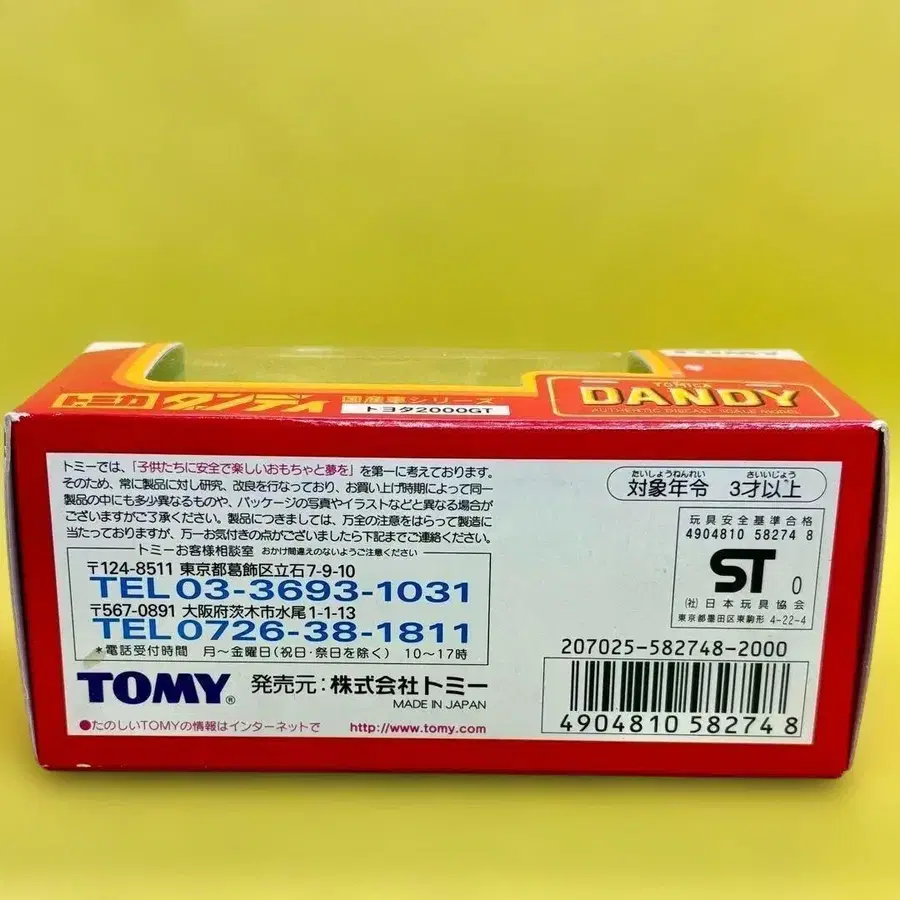 TOMY
トミカ ダンディ 国産車シリーズ
トヨタ2000GT
TOMICA
DANDY
AUTHENTIC DIECAST SCALE MODEL
トミーでは、「子供たちに安全で楽しいおもちゃと夢を」を第一に考えております。
そのため、常に製品に対し研究、改良を行なっており、お買い上げ時期によって同一
製品の中にも多少異なるものや、パッケージの写真やイラストなどと異なる場合が
ございますがご了承ください。製品につきましては、万全の注意をはらって製造に
当たっておりますが、万一お気付きの点がございましたら下記までご連絡ください。
トミーお客様相談室 おかけ間違えのないようご注意ください
〒124-8511 東京都葛飾区立石7-9-10
TEL 03-3693-1031
〒567-0891 大阪府茨木市水尾1-1-13
TEL 0726-38-1811
*電話受付時間 月～金曜日(祝日・祭日を除く) 10～17時
TOMY® 発売元：株式会社トミー
MADE IN JAPAN
●たのしいTOMYの情報はインターネットで http://www.tomy.com●
たいしょうねんれい さいいじょう
対象年令 3才以上
玩具安全基準合格
4904810 58274 8
ST 0
(社)日本玩具協会
東京都墨田区東駒形 4-22-4
207025-582748-2000
4904810 582748